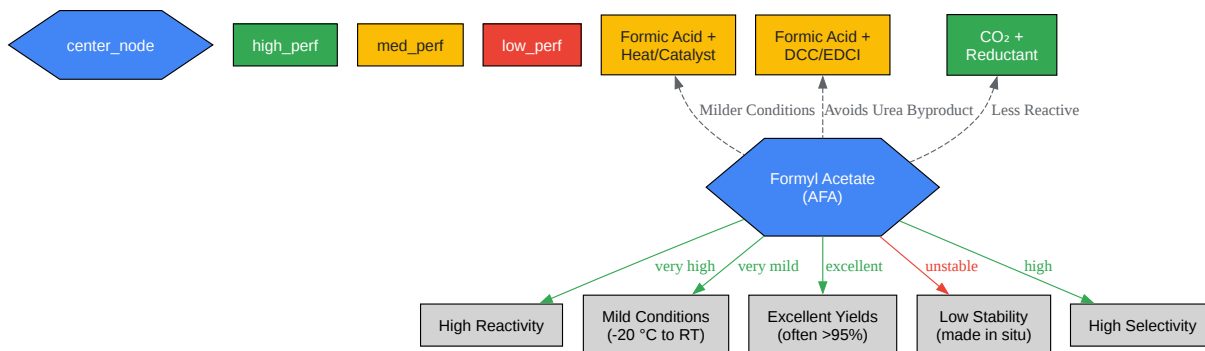 center_node
high_perf
med_perf
low_perf
Formic Acid +
Heat/Catalyst
Formic Acid +
DCC/EDCI
CO₂ +
Reductant
Milder Conditions
Avoids Urea Byproduct
Less Reactive
Formyl Acetate
(AFA)
very high
very mild
excellent
unstable
high
High Reactivity
Mild Conditions
(-20 °C to RT)
Excellent Yields
(often >95%)
Low Stability
(made in situ)
High Selectivity